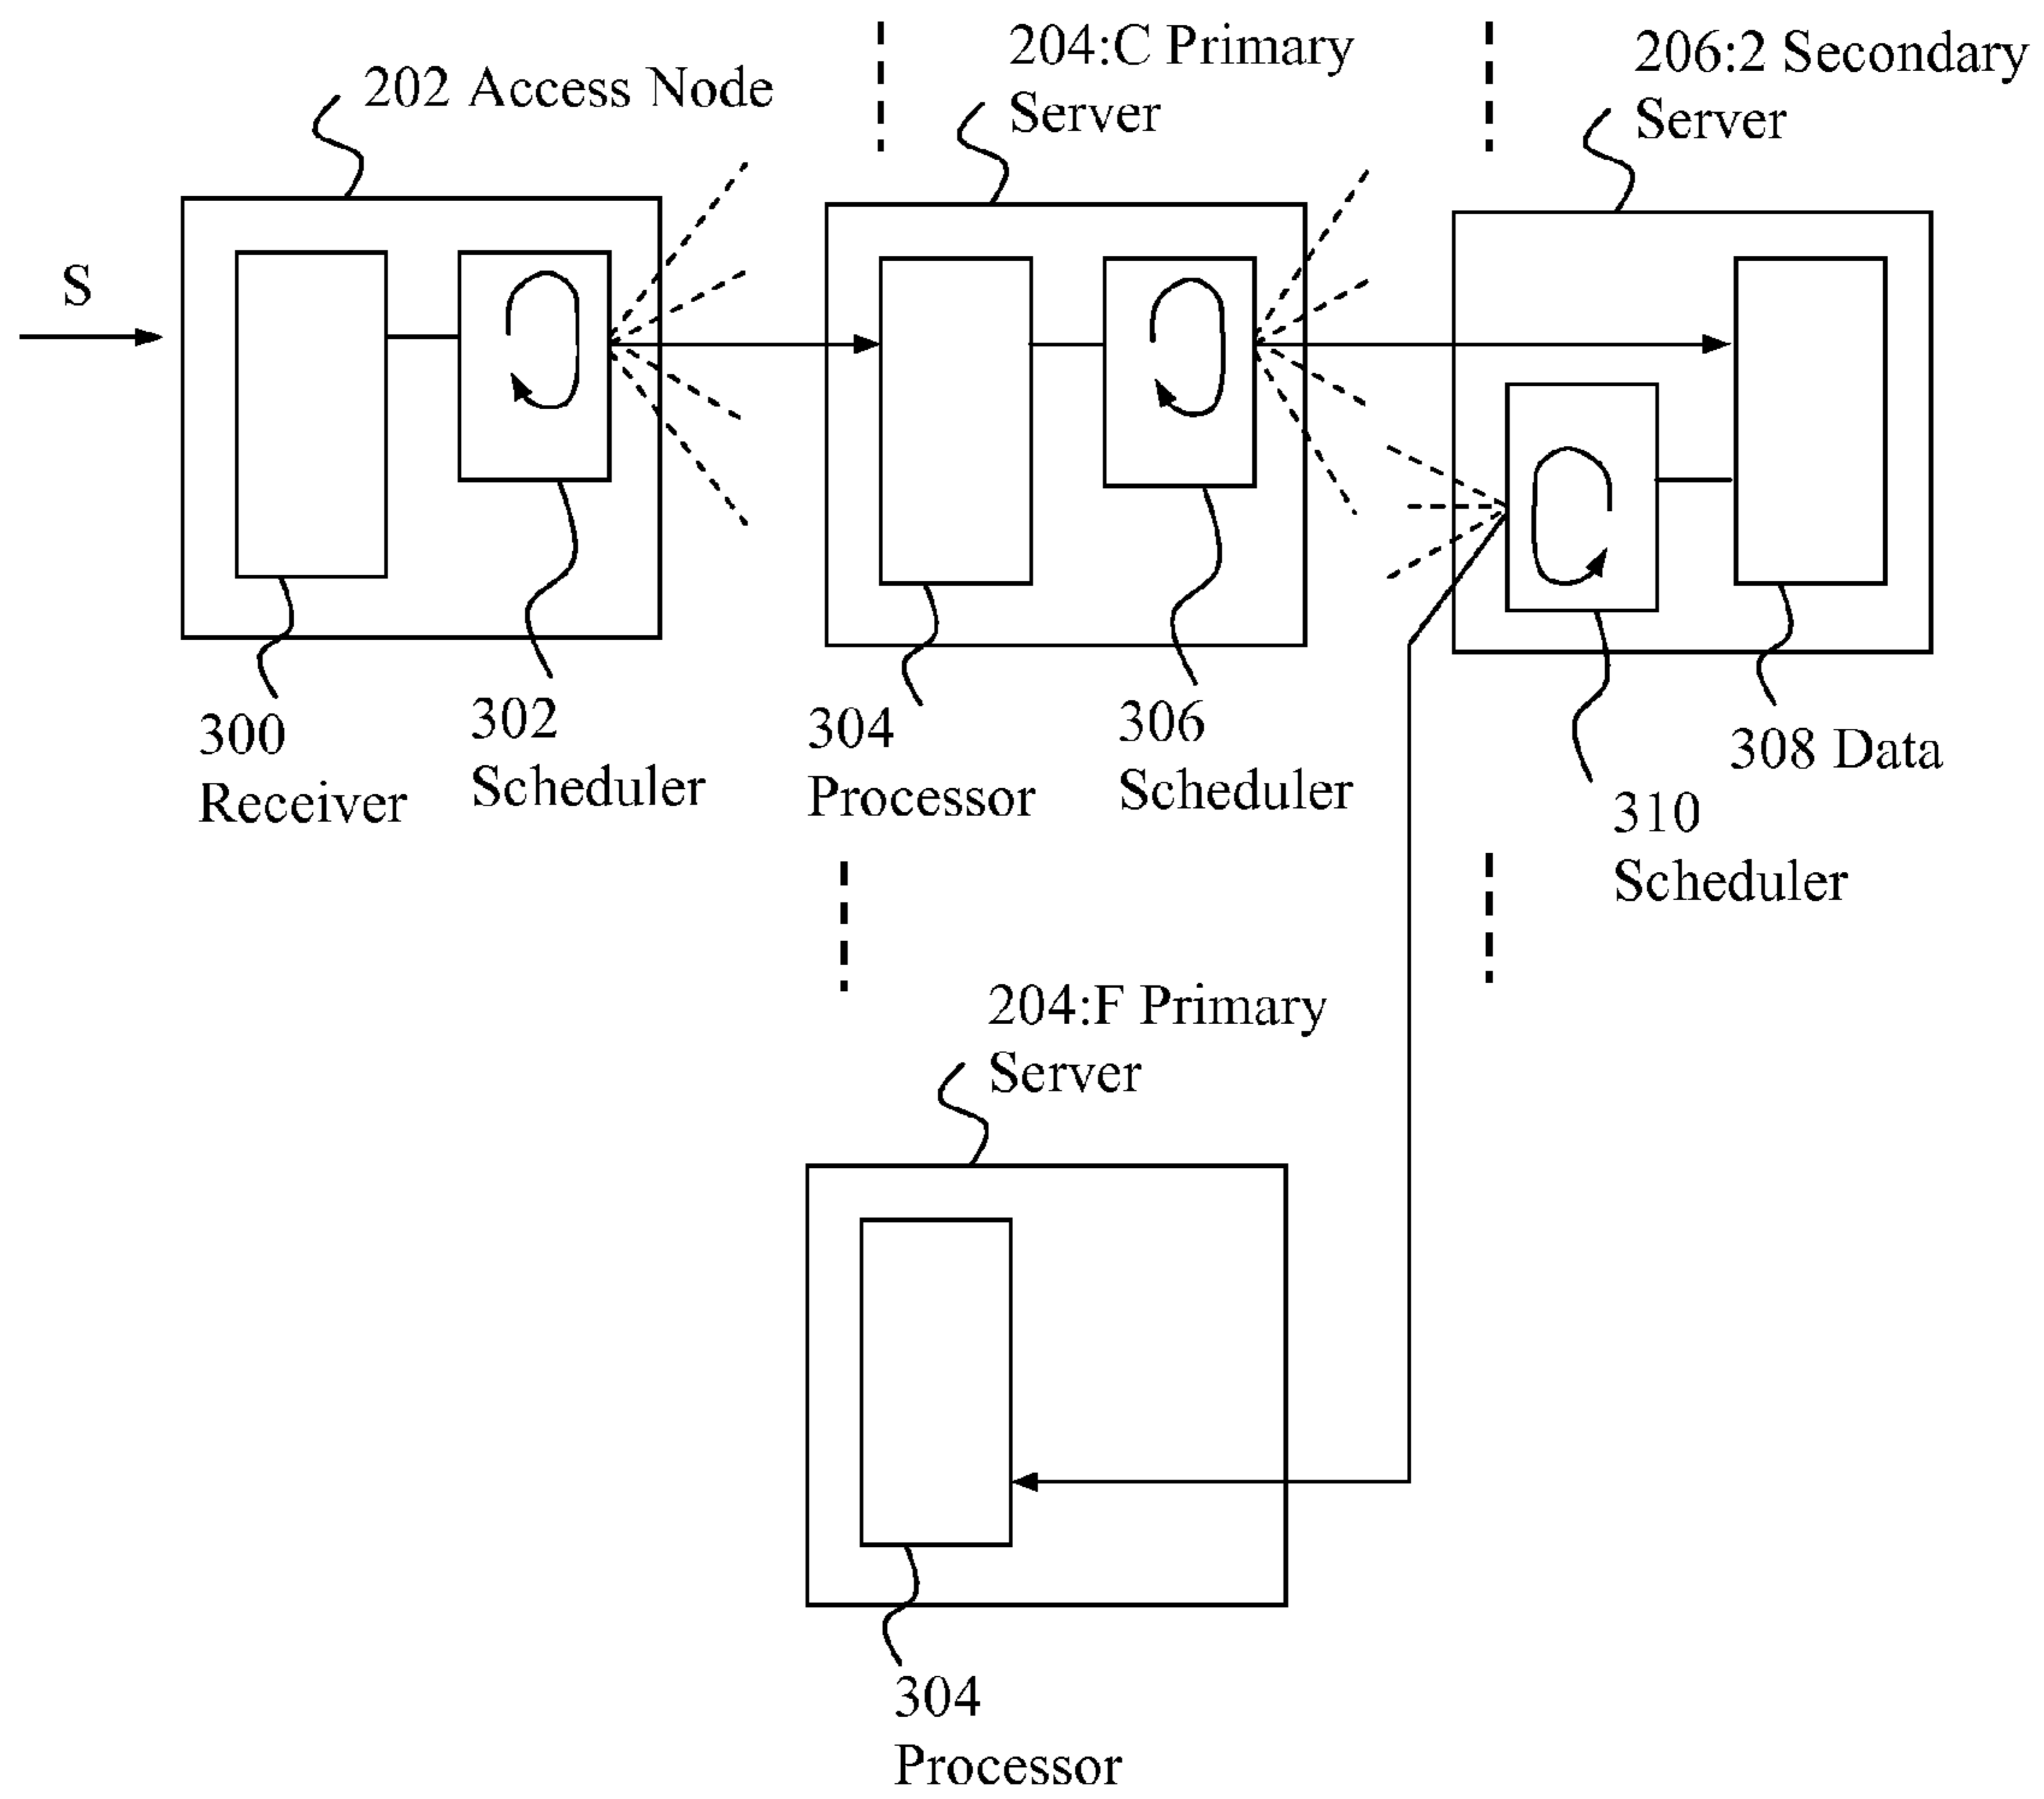 202 Access Node
204:C Primary
Server
206:2 Secondary
Server
S
300
Receiver
302
Scheduler
304
Processor
306
Scheduler
308 Data
310
Scheduler
204:F Primary
Server
304
Processor